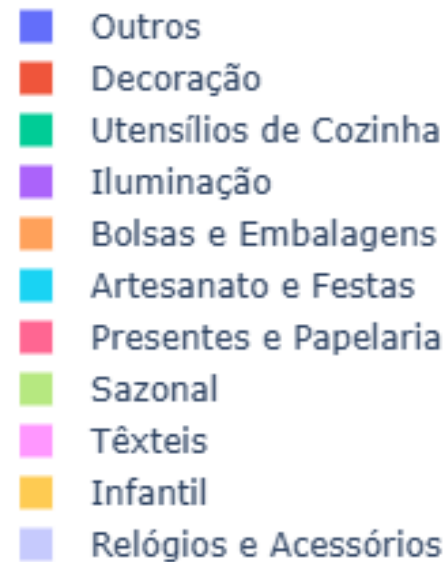 Outros
Decoração
Utensílios de Cozinha
Iluminação
Bolsas e Embalagens
Artesanato e Festas
Presentes e Papelaria
Sazonal
Têxteis
Infantil
Relógios e Acessórios